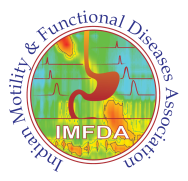 Indian Motility & Functional Diseases Association
IMFDA